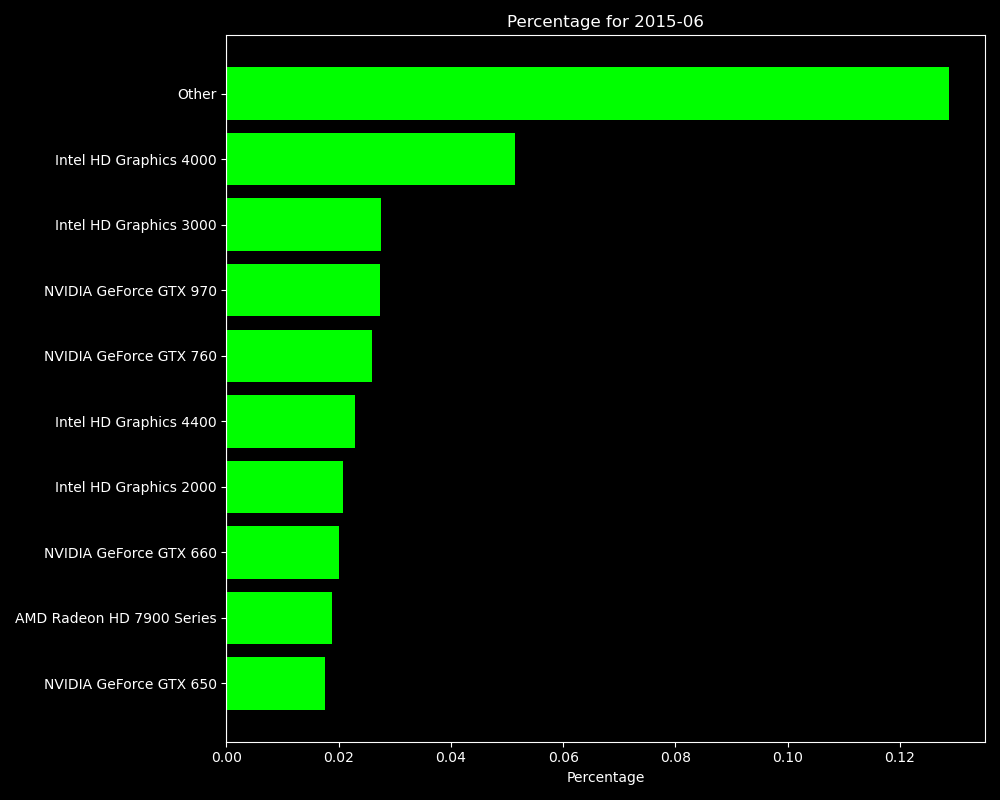 Percentage for 2015-06
Other
Intel HD Graphics 4000
Intel HD Graphics 3000
NVIDIA GeForce GTX 970
NVIDIA GeForce GTX 760
Intel HD Graphics 4400
Intel HD Graphics 2000
NVIDIA GeForce GTX 660
AMD Radeon HD 7900 Series
NVIDIA GeForce GTX 650
0.00 0.02 0.04 0.06 0.08 0.10 0.12
Percentage